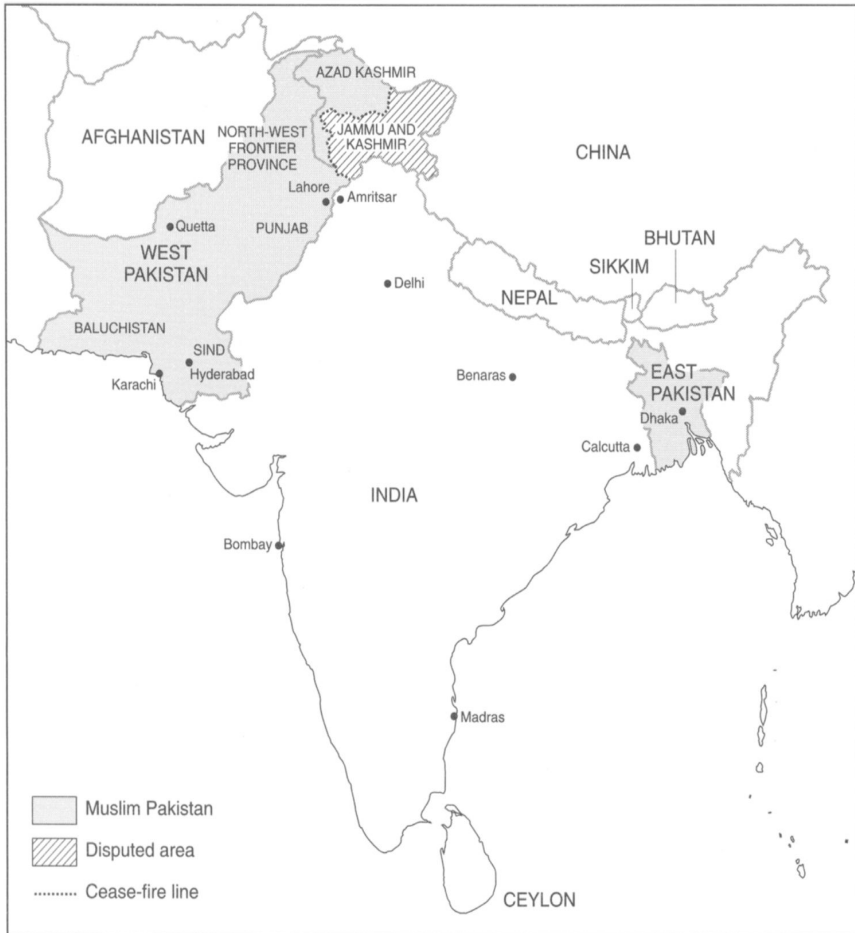 AZAD KASHMIR
AFGHANISTAN
NORTH-WEST
FRONTIER
PROVINCE
JAMMU AND
KASHMIR
CHINA
Lahore
Amritsar
Quetta
PUNJAB
WEST
PAKISTAN
BHUTAN
SIKKIM
Delhi
NEPAL
BALUCHISTAN
SIND
Hyderabad
Karachi
Benaras
EAST
PAKISTAN
Dhaka
Calcutta
INDIA
Bombay
Madras
Muslim Pakistan
Disputed area
Cease-fire line
CEYLON